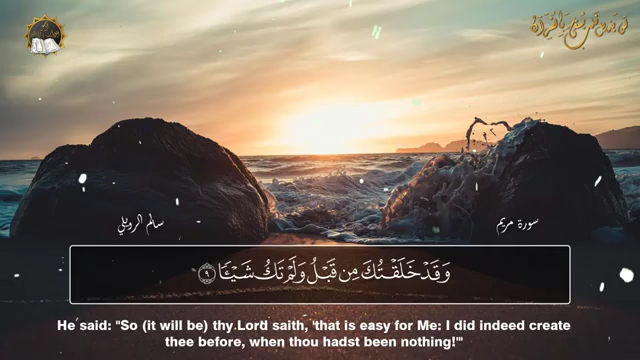 سالم الرويلي
سورة مريم
وَقَدْ خَلَقْتُكَ مِن قَبْلُ وَلَمْ تَكُ شَيْـًٔا ٩
He said: "So (it will be) thy Lord saith, 'that is easy for Me: I did indeed create
thee before, when thou hadst been nothing!'"